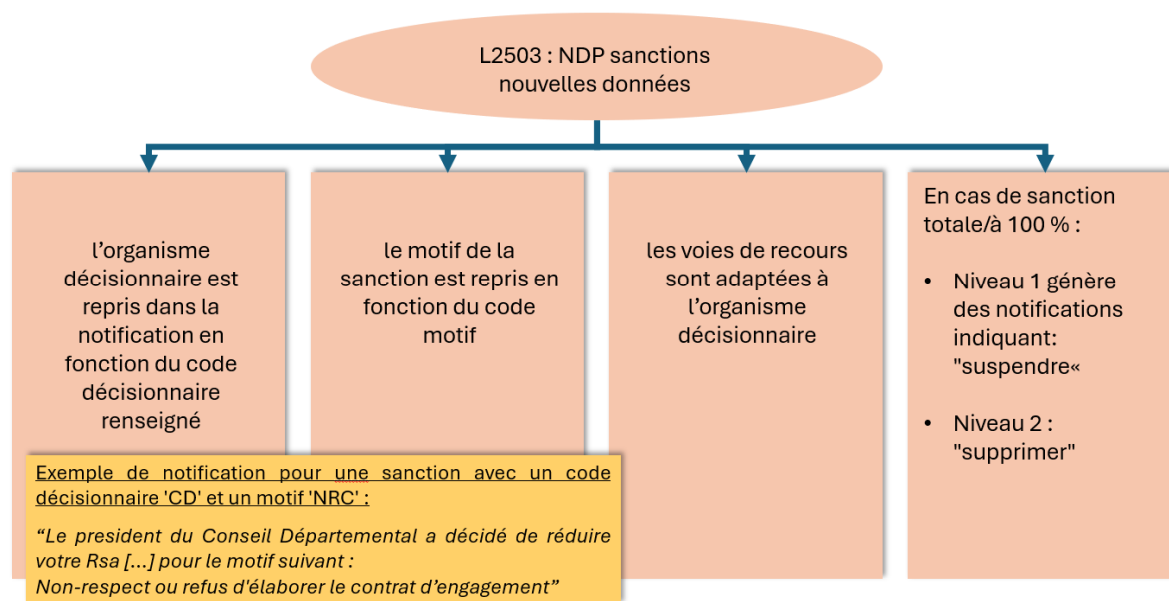 L2503 : NDP sanctions
nouvelles données
l’organisme
décisionnaire est
repris dans la
notification en
fonction du code
décisionnaire
renseigné
le motif de la
sanction est repris en
fonction du code
motif
les voies de recours
sont adaptées à
l’organisme
décisionnaire
En cas de sanction
totale/à 100 % :
• Niveau 1 génère
des notifications
indiquant:
"suspendre«
• Niveau 2 :
"supprimer"
Exemple de notification pour une sanction avec un code
décisionnaire 'CD' et un motif 'NRC' :
“Le president du Conseil Départemental a décidé de réduire
votre Rsa [...] pour le motif suivant :
Non-respect ou refus d'élaborer le contrat d’engagement”